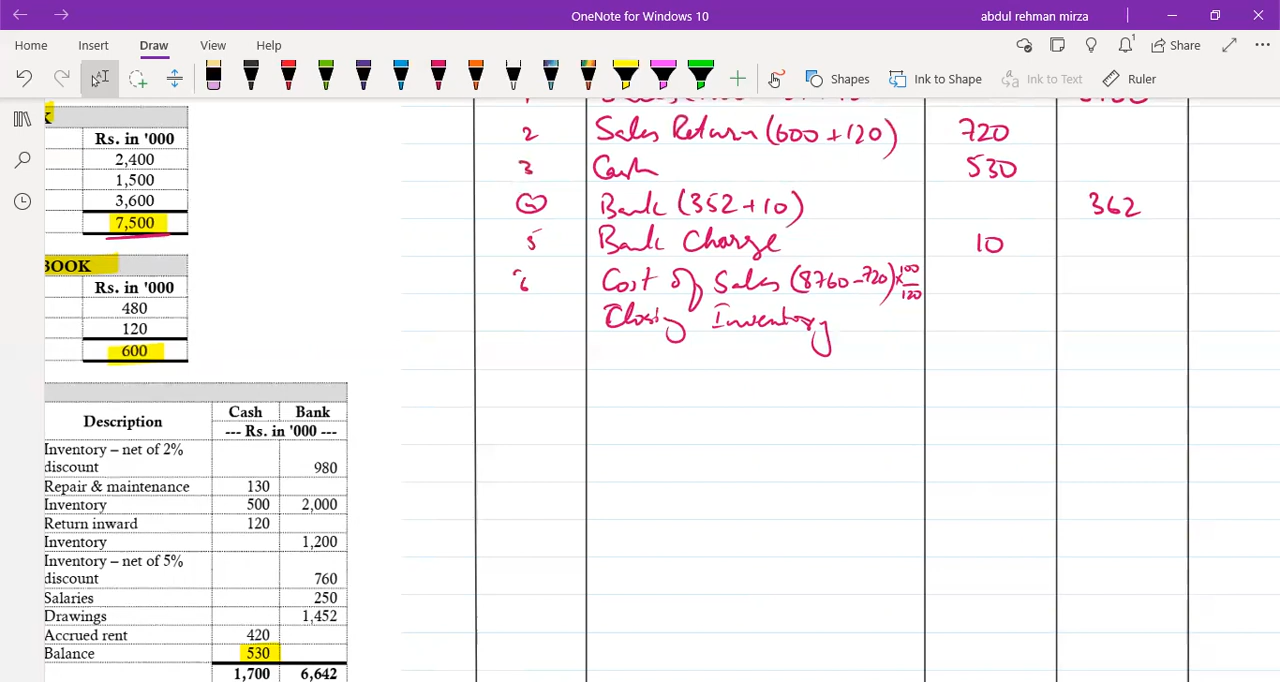 OneNote for Windows 10
abdul rehman mirza
Home Insert Draw View Help
Share
Shapes Ink to Shape Ink to Text Ruler
Rs. in '000
2,400
1,500
3,600
7,500
BOOK
Rs. in '000
480
120
600
Description Cash Bank
--- Rs. in '000 ---
Inventory – net of 2%
discount 980
Repair & maintenance 130
Inventory 500 2,000
Return inward 120
Inventory 1,200
Inventory – net of 5%
discount 760
Salaries 250
Drawings 1,452
Accrued rent 420
Balance 530
1,700 6,642
2 Sales Return (600 + 120) 720
3 Cash 530
Bank (352 + 10) 362
5 Bank Charge 10
6 Cost of Sales (8760 - 720) x 100/120
Closing Inventory